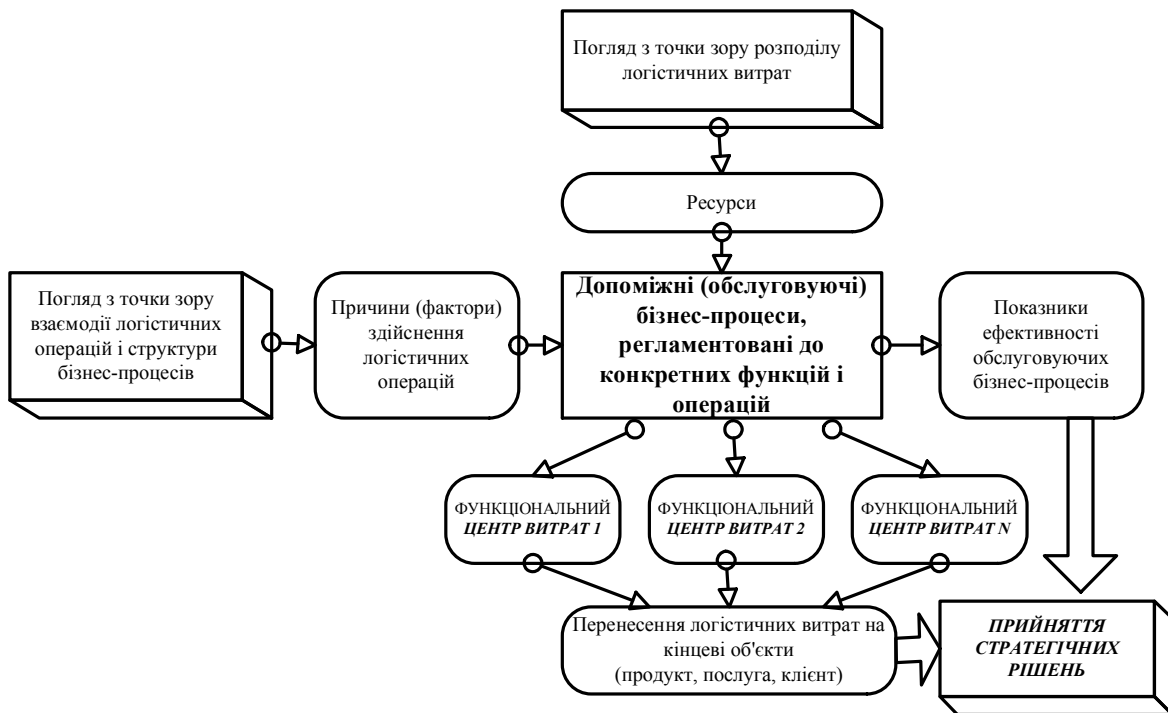 Погляд з точки зору розподілу
логістичних витрат
Ресурси
Погляд з точки зору
взаємодії логістичних
операцій і структури
бізнес-процесів
Причини (фактори)
здійснення
логістичних
операцій
Допоміжні (обслуговуючі)
бізнес-процеси,
регламентовані до
конкретних функцій і
операцій
Показники
ефективності
обслуговуючих
бізнес-процесів
ФУНКЦІОНАЛЬНИЙ
ЦЕНТР ВИТРАТ 1
ФУНКЦІОНАЛЬНИЙ
ЦЕНТР ВИТРАТ 2
ФУНКЦІОНАЛЬНИЙ
ЦЕНТР ВИТРАТ N
Перенесення логістичних витрат на
кінцеві об'єкти
(продукт, послуга, клієнт)
ПРИЙНЯТТЯ
СТРАТЕГІЧНИХ
РІШЕНЬ